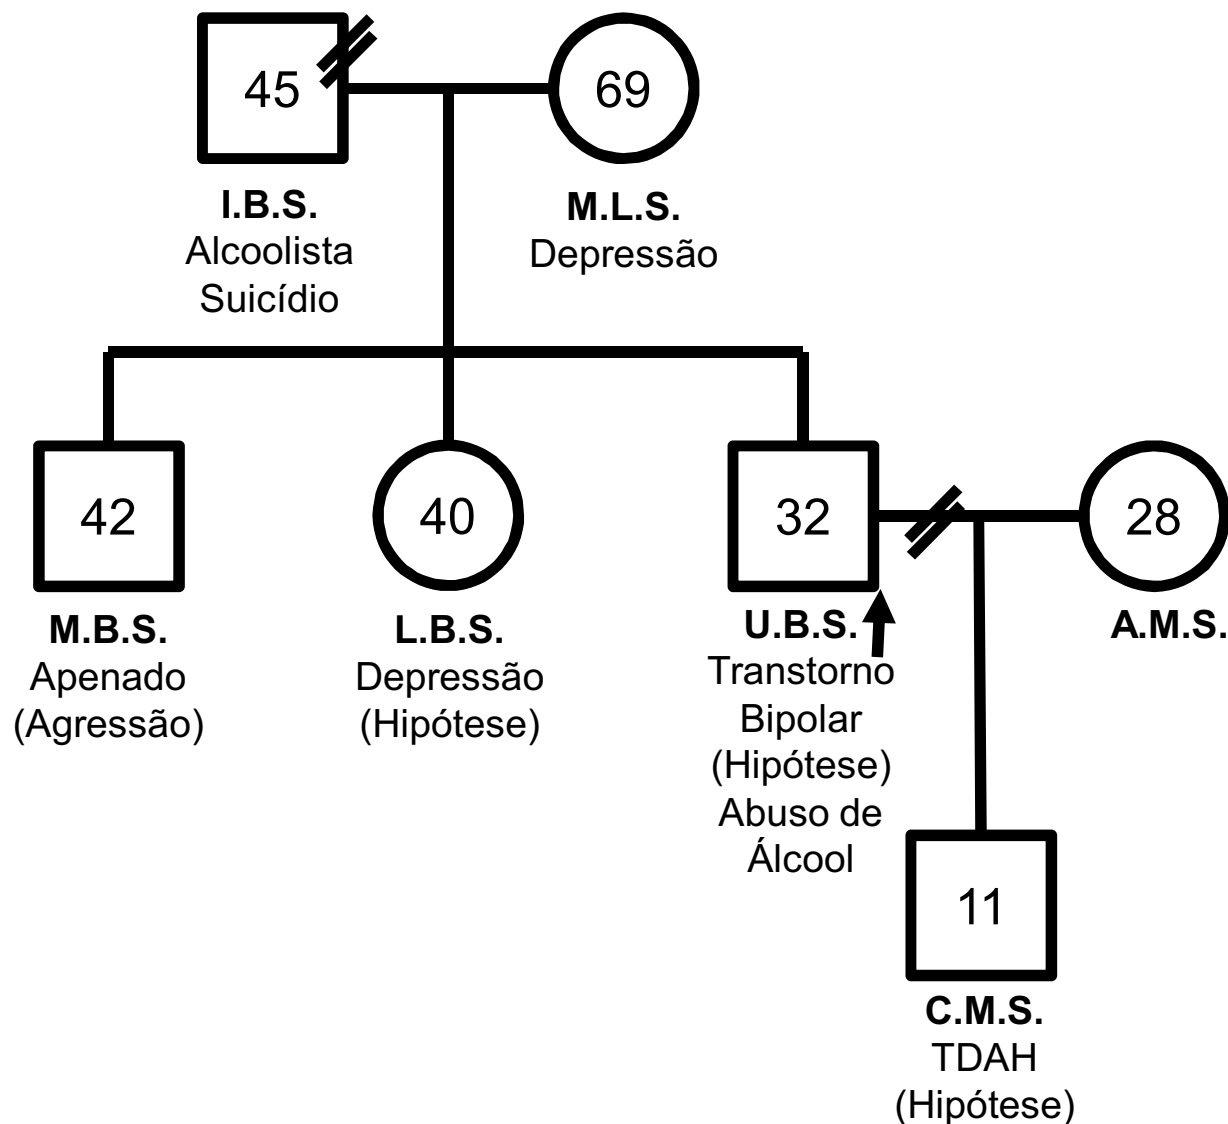 45
69
I.B.S.
Alcoolista
Suicídio
M.L.S.
Depressão
42
40
32
28
M.B.S.
Apenado
(Agressão)
L.B.S.
Depressão
(Hipótese)
U.B.S.
Transtorno
Bipolar
(Hipótese)
Abuso de
Álcool
A.M.S.
11
C.M.S.
TDAH
(Hipótese)